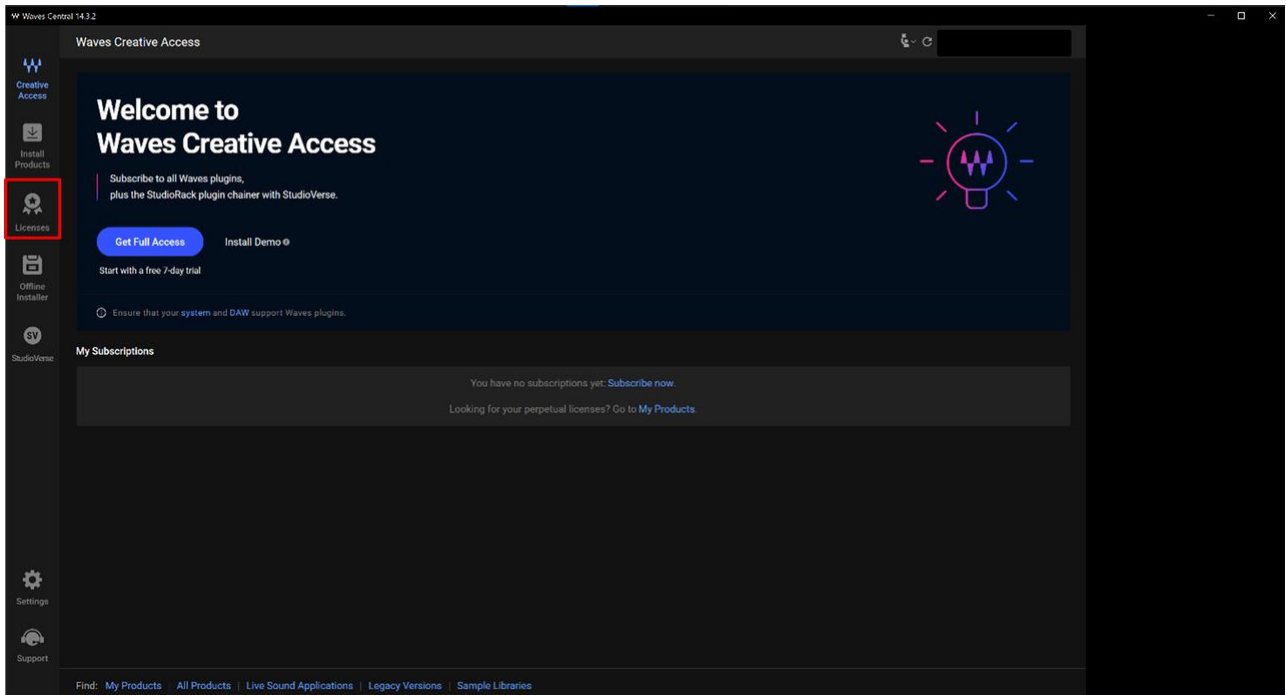 Waves Central 14.3.2
Waves Creative Access
Creative
Access
Install
Products
Licenses
Offline
Installer
SV
StudioVerse
Settings
Support
Welcome to
Waves Creative Access
Subscribe to all Waves plugins,
plus the StudioRack plugin chainer with StudioVerse.
Get Full Access Install Demo
Start with a free 7-day trial
Ensure that your system and DAW support Waves plugins.
My Subscriptions
You have no subscriptions yet: Subscribe now.
Looking for your perpetual licenses? Go to My Products.
Find: My Products All Products | Live Sound Applications | Legacy Versions | Sample Libraries